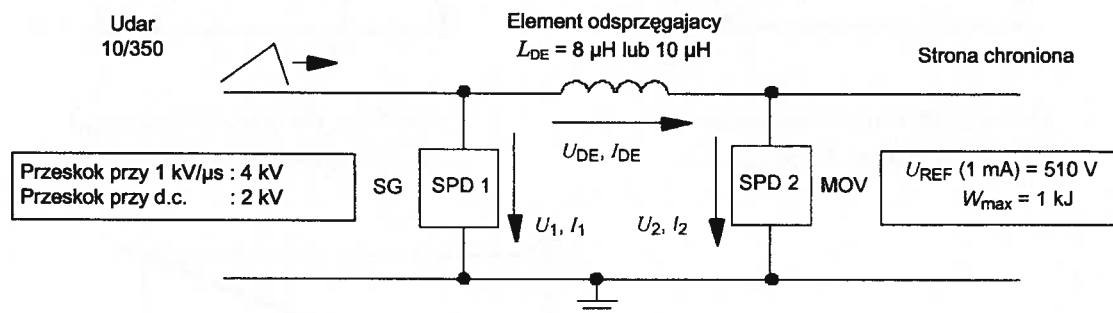 Udar
10/350
Element odsprzęgajacy
L_DE = 8 µH lub 10 µH
Strona chroniona
U_DE, I_DE
Przeskok przy 1 kV/µs : 4 kV
Przeskok przy d.c. : 2 kV
SG
SPD 1
SPD 2
MOV
U_REF (1 mA) = 510 V
W_max = 1 kJ
U_1, I_1
U_2, I_2